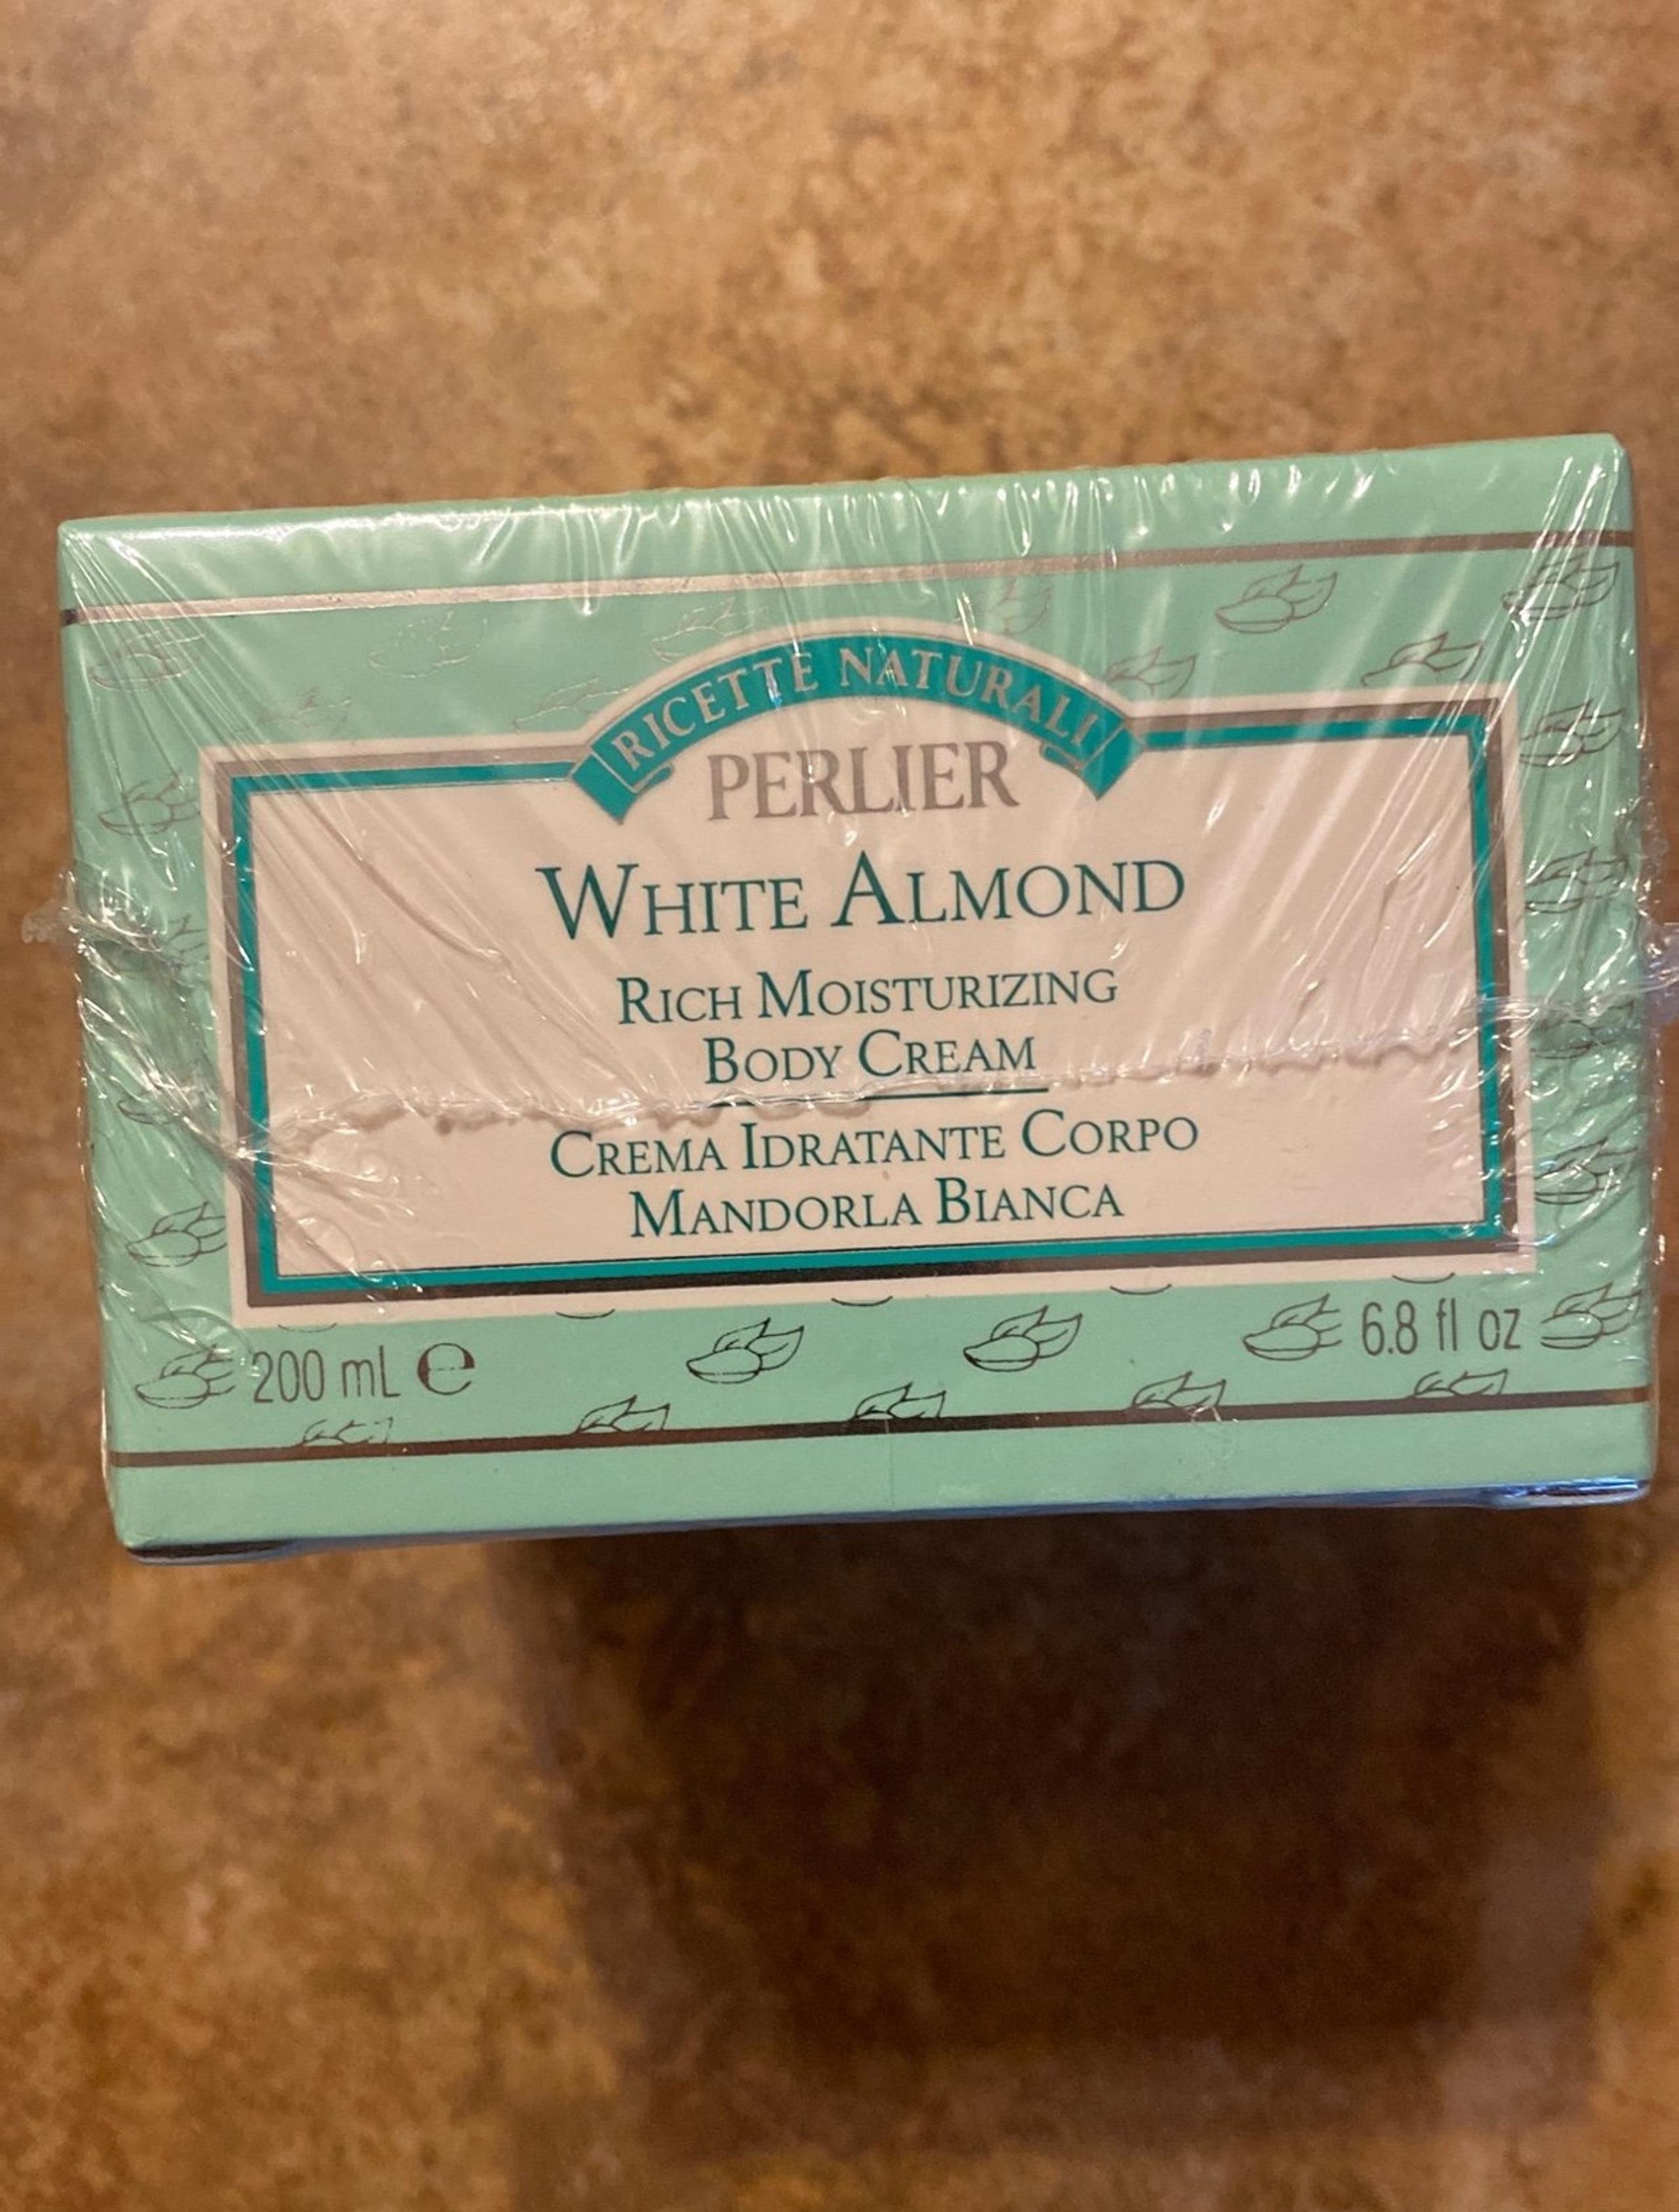 RICETTE NATURALI
PERLIER
WHITE ALMOND
RICH MOISTURIZING
BODY CREAM
CREMA IDRATANTE CORPO
MANDORLA BIANCA
200 mL ℮
6.8 fl oz